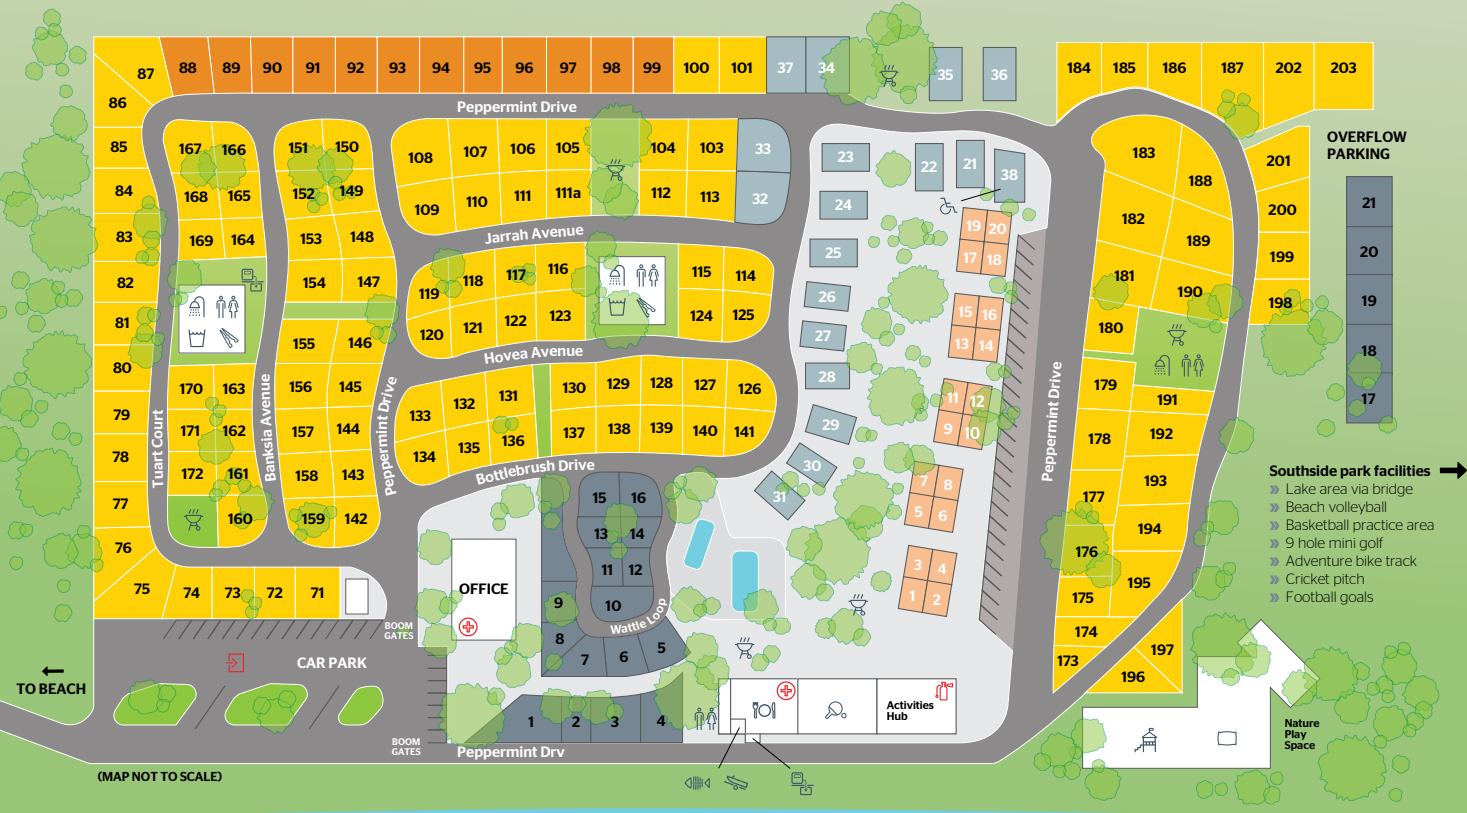 87
88 89 90 91 92 93 94 95 96 97 98 99 100 101 37 34
35 36
184 185 186 187 202 203
86
Peppermint Drive
85
84
83
82
81
80
79
78
77
76
75
74 73 72 71
167 166
168 165
169 164
170 163
171 162
172 161
160
Tuart Court
Banksia Avenue
151 150
152 149
153 148
154 147
155 146
156 145
157 144
158 143
159 142
Peppermint Drive
108 107 106 105 104 103 33
109 110 111 111a 112 113 32
Jarrah Avenue
119 118 117 116 115 114
120 121 122 123 124 125
Hovea Avenue
133 132 131 130 129 128 127 126
134 135 136 137 138 139 140 141
Bottlebrush Drive
15 16
13 14
11 12
10
9
8
7
6
5
Wattle Loop
1 2 3 4
OFFICE
BOOM
GATES
CAR PARK
BOOM
GATES
Peppermint Drv
TO BEACH
(MAP NOT TO SCALE)
23
22
21
38
24
25
26
27
28
29
30
31
19 20
17 18
15 16
13 14
11 12
9 10
7 8
5 6
3 4
1 2
Activities
Hub
Peppermint Drive
183
188
182
189
181
190
180
179
191
178
192
177
193
176
194
175
195
174
173
197
196
201
200
199
198
OVERFLOW
PARKING
21
20
19
18
17
Southside park facilities
Lake area via bridge
Beach volleyball
Basketball practice area
9 hole mini golf
Adventure bike track
Cricket pitch
Football goals
Nature
Play
Space